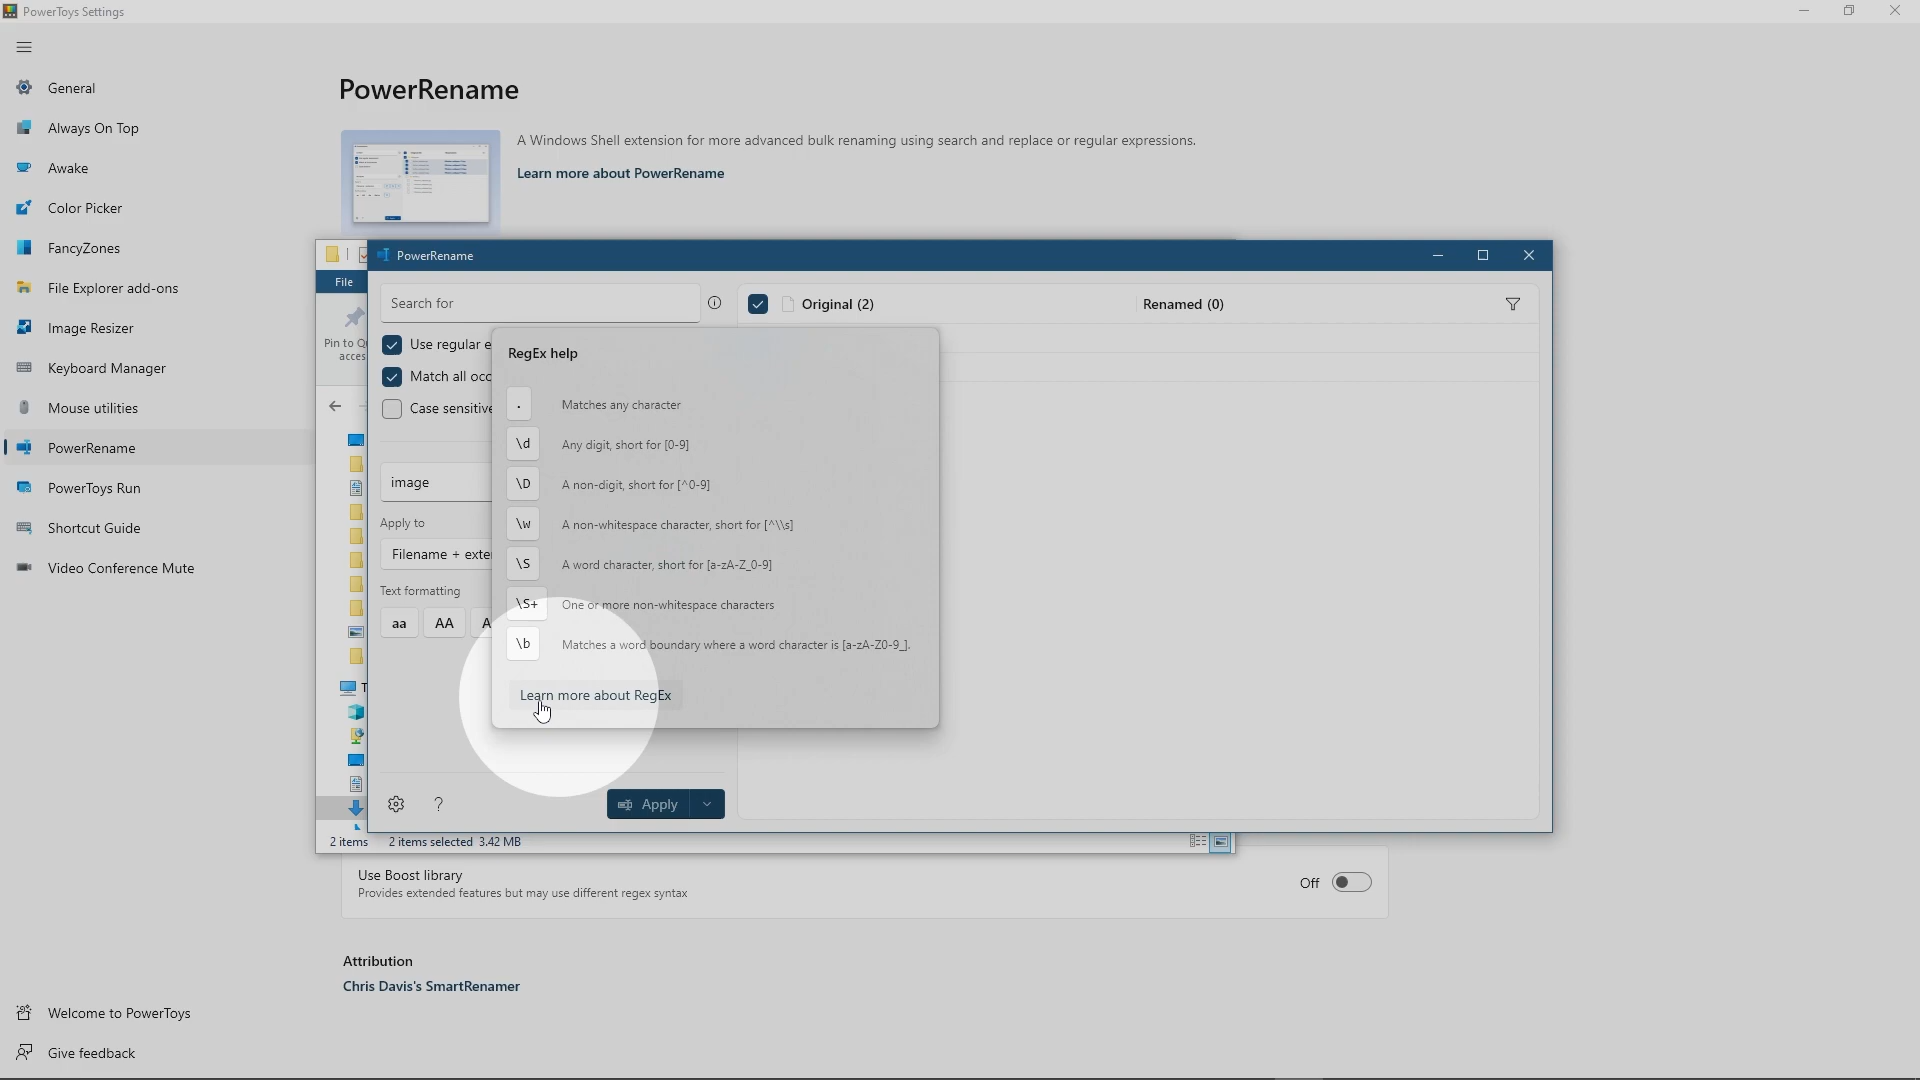 PowerToys Settings
General
Always On Top
Awake
Color Picker
FancyZones
File Explorer add-ons
Image Resizer
Keyboard Manager
Mouse utilities
PowerRename
PowerToys Run
Shortcut Guide
Video Conference Mute
Welcome to PowerToys
Give feedback
PowerRename
A Windows Shell extension for more advanced bulk renaming using search and replace or regular expressions.
Learn more about PowerRename
File
Pin to Q
acces
PowerRename
Search for
Use regular e
Match all occ
Case sensitive
image
Apply to
Filename + exte
Text formatting
aa AA A
Original (2) Renamed (0)
RegEx help
. Matches any character
\d Any digit, short for [0-9]
\D A non-digit, short for [^0-9]
\w A non-whitespace character, short for [^\\s]
\S A word character, short for [a-zA-Z_0-9]
\S+ One or more non-whitespace characters
\b Matches a word boundary where a word character is [a-zA-Z0-9_].
Learn more about RegEx
? Apply
T
2 items 2 items selected 3.42 MB
Use Boost library
Provides extended features but may use different regex syntax
Off
Attribution
Chris Davis's SmartRenamer